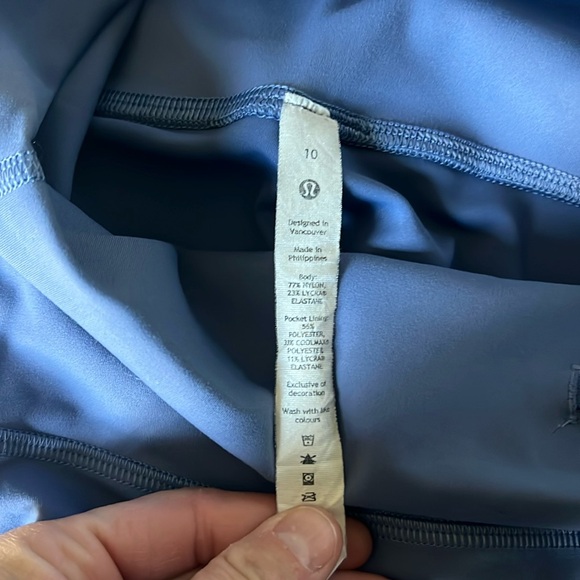 10
Designed in
Vancouver
Made in
Philippines
Body:
77% NYLON,
23% LYCRA®
ELASTANE
Pocket Lining:
56%
POLYESTER,
33% COOLMAX®
POLYESTER
11% LYCRA®
ELASTANE
Exclusive of
decoration
Wash with like
colours